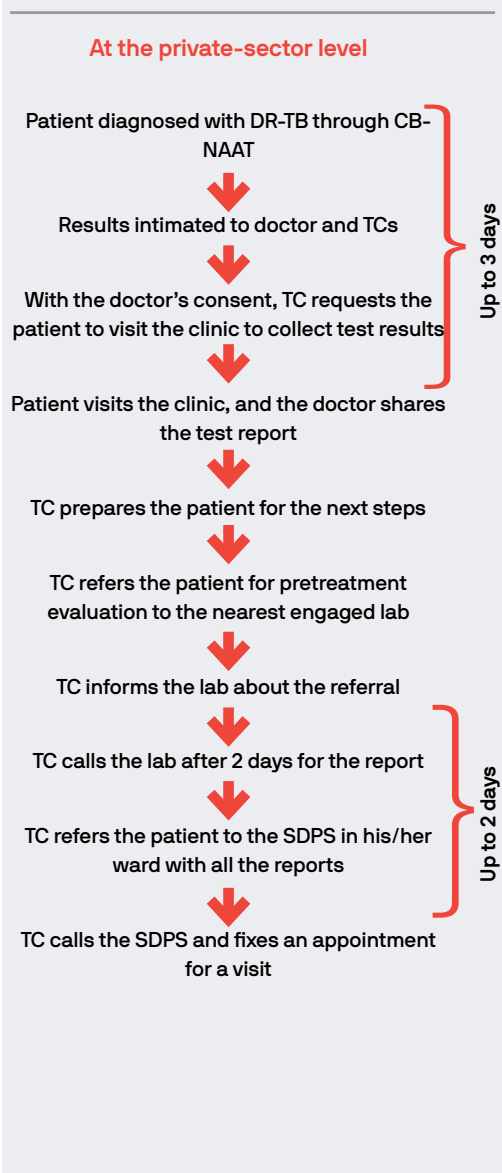 At the private-sector level
Patient diagnosed with DR-TB through CB-
NAAT
Results intimated to doctor and TCs
With the doctor's consent, TC requests the
patient to visit the clinic to collect test results
Up to 3 days
Patient visits the clinic, and the doctor shares
the test report
TC prepares the patient for the next steps
TC refers the patient for pretreatment
evaluation to the nearest engaged lab
TC informs the lab about the referral
TC calls the lab after 2 days for the report
TC refers the patient to the SDPS in his/her
ward with all the reports
Up to 2 days
TC calls the SDPS and fixes an appointment
for a visit